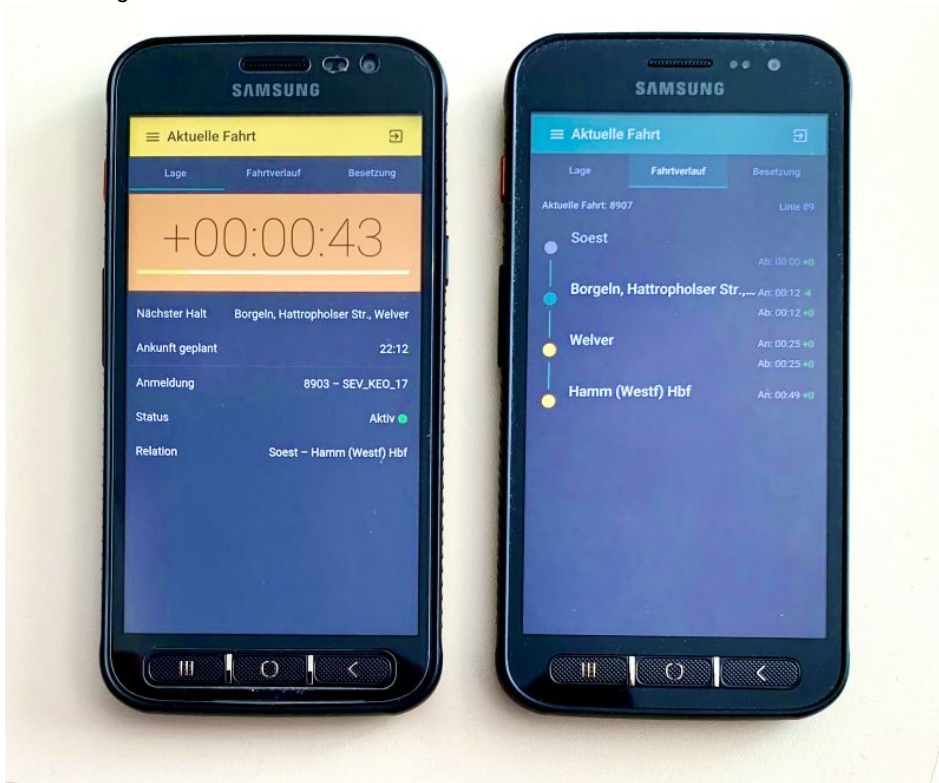 SAMSUNG
Aktuelle Fahrt
Lage Fahrtverlauf Besetzung
+00:00:43
Nächster Halt Borgeln, Hattropholser Str., Welver
Ankunft geplant 22:12
Anmeldung 8903 – SEV_KEO_17
Status Aktiv
Relation Soest – Hamm (Westf) Hbf
SAMSUNG
Aktuelle Fahrt
Lage Fahrtverlauf Besetzung
Aktuelle Fahrt: 8907 Linie 89
Soest
Ab: 00:00 +0
Borgeln, Hattropholser Str.,... An: 00:12 -4
Ab: 00:12 +0
Welver An: 00:25 +0
Ab: 00:25 +0
Hamm (Westf) Hbf An: 00:49 +0